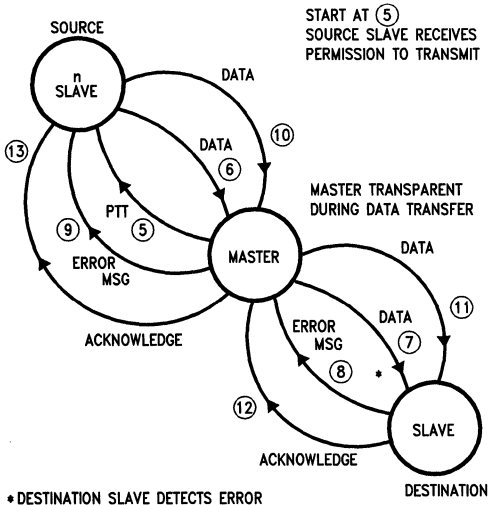 SOURCE
START AT ⑤
SOURCE SLAVE RECEIVES
PERMISSION TO TRANSMIT
n
SLAVE
DATA
⑬
⑩
DATA
⑥
PTT
⑤
⑨
ERROR
MSG
MASTER TRANSPARENT
DURING DATA TRANSFER
MASTER
DATA
ACKNOWLEDGE
ERROR
MSG
DATA
⑦
⑪
⑧
*
⑫
SLAVE
ACKNOWLEDGE
DESTINATION
* DESTINATION SLAVE DETECTS ERROR